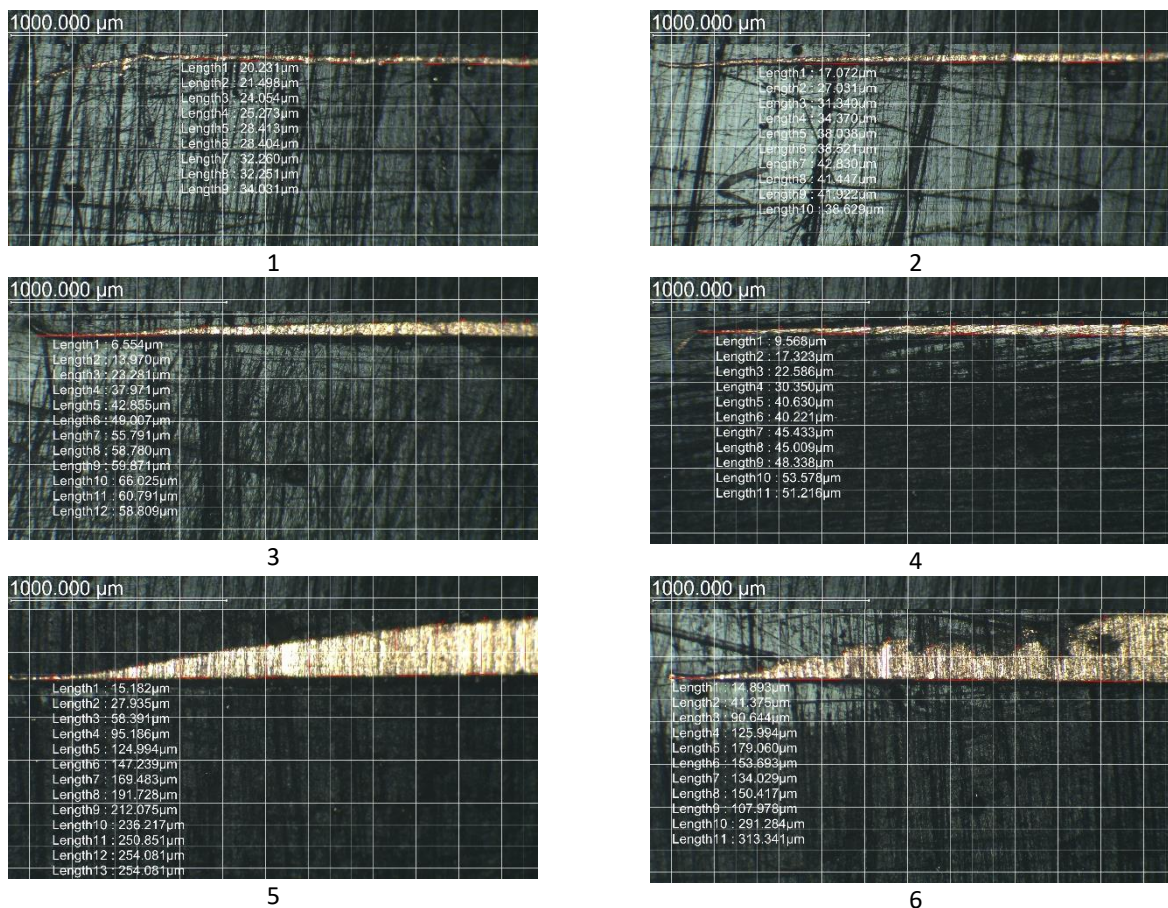 1000.000 µm
Length1 : 20.231µm
Length2 : 21.498µm
Length3 : 24.054µm
Length4 : 25.273µm
Length5 : 28.413µm
Length6 : 28.404µm
Length7 : 32.260µm
Length8 : 32.251µm
Length9 : 34.031µm
1
1000.000 µm
Length1 : 17.072µm
Length2 : 27.031µm
Length3 : 31.340µm
Length4 : 34.370µm
Length5 : 38.038µm
Length6 : 38.521µm
Length7 : 42.830µm
Length8 : 41.447µm
Length9 : 41.922µm
Length10 : 38.629µm
2
1000.000 µm
Length1 : 6.554µm
Length2 : 13.970µm
Length3 : 23.281µm
Length4 : 37.971µm
Length5 : 42.855µm
Length6 : 49.007µm
Length7 : 55.791µm
Length8 : 58.780µm
Length9 : 59.871µm
Length10 : 66.025µm
Length11 : 60.791µm
Length12 : 58.809µm
3
1000.000 µm
Length1 : 9.568µm
Length2 : 17.323µm
Length3 : 22.586µm
Length4 : 30.350µm
Length5 : 40.630µm
Length6 : 40.221µm
Length7 : 45.433µm
Length8 : 45.009µm
Length9 : 48.338µm
Length10 : 53.578µm
Length11 : 51.216µm
4
1000.000 µm
Length1 : 15.182µm
Length2 : 27.935µm
Length3 : 58.391µm
Length4 : 95.186µm
Length5 : 124.994µm
Length6 : 147.239µm
Length7 : 169.483µm
Length8 : 191.728µm
Length9 : 212.075µm
Length10 : 236.217µm
Length11 : 250.851µm
Length12 : 254.081µm
Length13 : 254.081µm
5
1000.000 µm
Length1 : 14.893µm
Length2 : 41.375µm
Length3 : 90.644µm
Length4 : 125.994µm
Length5 : 179.060µm
Length6 : 153.693µm
Length7 : 134.029µm
Length8 : 150.417µm
Length9 : 107.978µm
Length10 : 291.284µm
Length11 : 313.341µm
6